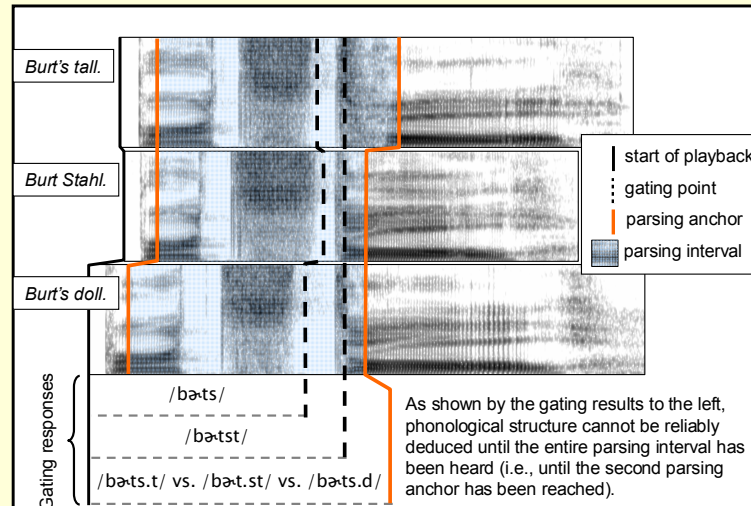 Burt's tall.
Burt Stahl.
Burt's doll.
start of playback
gating point
parsing anchor
parsing interval
Gating responses
/bɚts/
/bɚtst/
/bɚts.t/ vs. /bɚt.st/ vs. /bɚts.d/
As shown by the gating results to the left,
phonological structure cannot be reliably
deduced until the entire parsing interval has
been heard (i.e., until the second parsing
anchor has been reached).